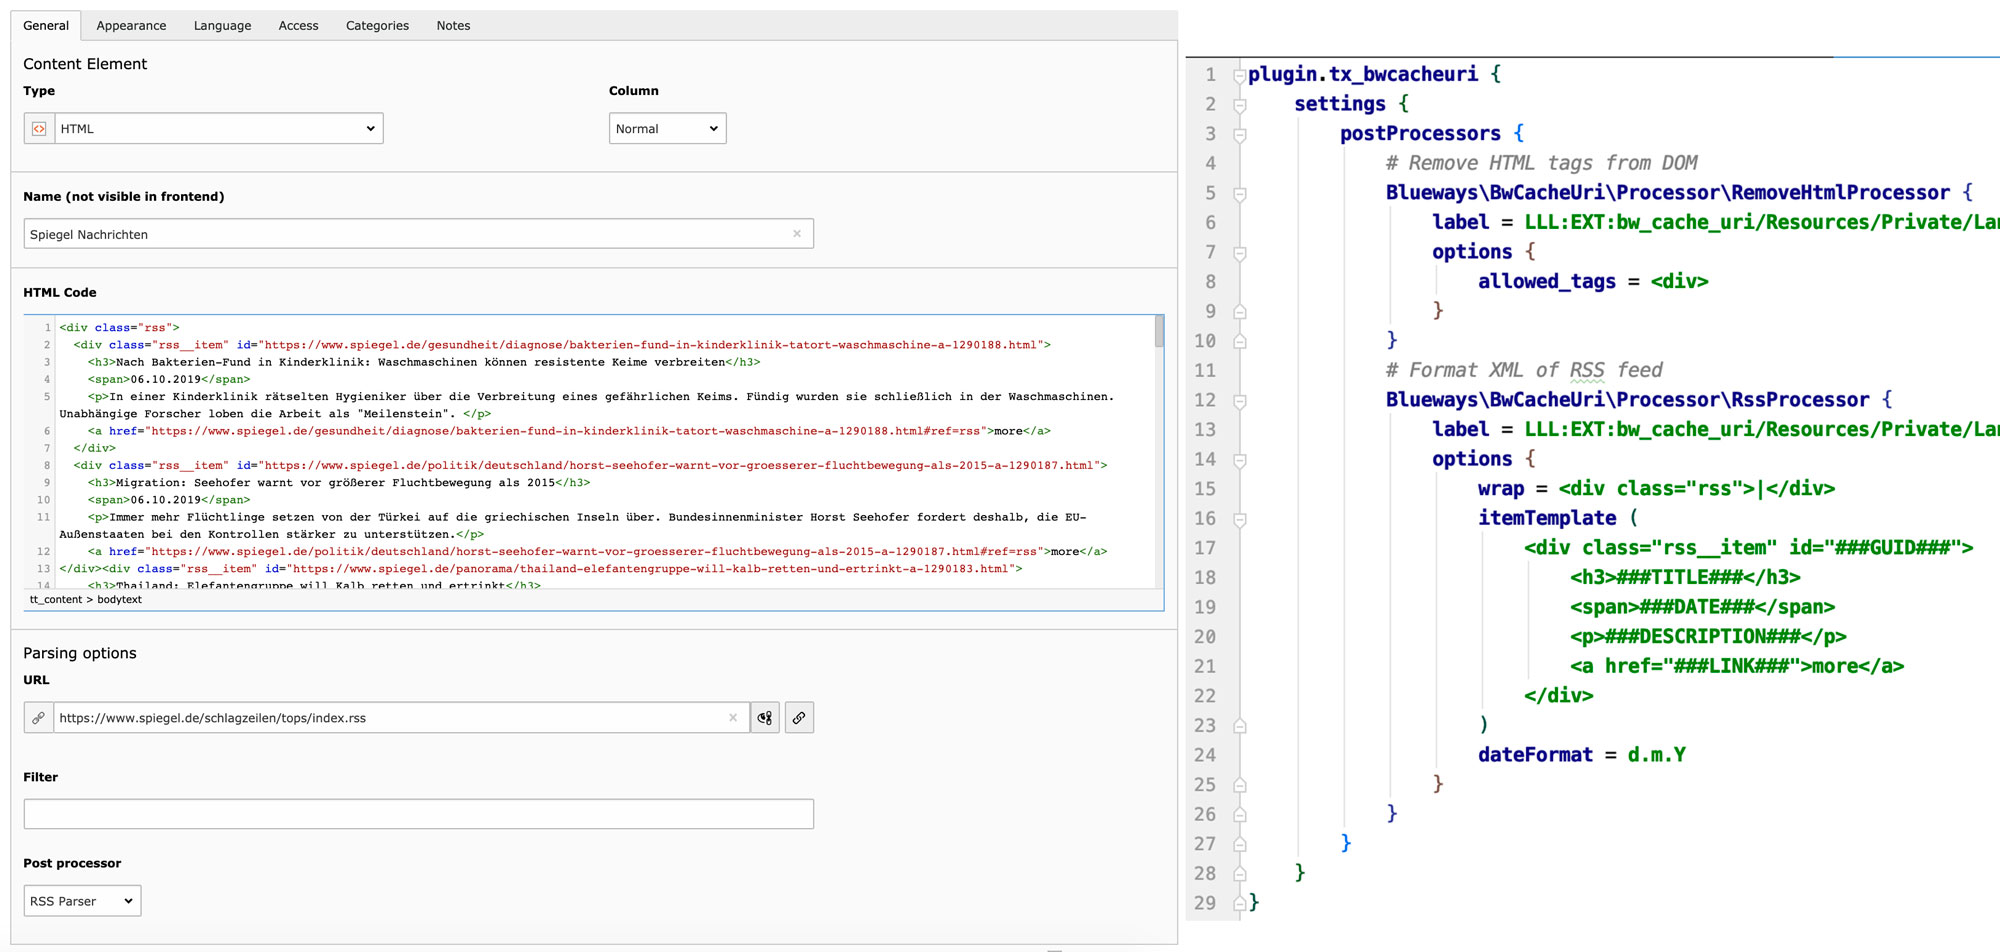 General Appearance Language Access Categories Notes
Content Element
Type Column
HTML Normal
Name (not visible in frontend)
Spiegel Nachrichten
HTML Code
1 <div class="rss">
2 <div class="rss__item" id="https://www.spiegel.de/gesundheit/diagnose/bakterien-fund-in-kinderklinik-tatort-waschmaschine-a-1290188.html">
3 <h3>Nach Bakterien-Fund in Kinderklinik: Waschmaschinen können resistente Keime verbreiten</h3>
4 <span>06.10.2019</span>
5 <p>In einer Kinderklinik rätselten Hygieniker über die Verbreitung eines gefährlichen Keims. Fündig wurden sie schließlich in der Waschmaschinen.
Unabhängige Forscher loben die Arbeit als "Meilenstein". </p>
6 <a href="https://www.spiegel.de/gesundheit/diagnose/bakterien-fund-in-kinderklinik-tatort-waschmaschine-a-1290188.html#ref=rss">more</a>
7 </div>
8 <div class="rss__item" id="https://www.spiegel.de/politik/deutschland/horst-seehofer-warnt-vor-groesserer-fluchtbewegung-als-2015-a-1290187.html">
9 <h3>Migration: Seehofer warnt vor größerer Fluchtbewegung als 2015</h3>
10 <span>06.10.2019</span>
11 <p>Immer mehr Flüchtlinge setzen von der Türkei auf die griechischen Inseln über. Bundesinnenminister Horst Seehofer fordert deshalb, die EU-
Außenstaaten bei den Kontrollen stärker zu unterstützen.</p>
12 <a href="https://www.spiegel.de/politik/deutschland/horst-seehofer-warnt-vor-groesserer-fluchtbewegung-als-2015-a-1290187.html#ref=rss">more</a>
13 </div><div class="rss__item" id="https://www.spiegel.de/panorama/thailand-elefantengruppe-will-kalb-retten-und-ertrinkt-a-1290183.html">
14 <h3>Thailand: Elefantengruppe will Kalb retten und ertrinkt</h3>
tt_content > bodytext
Parsing options
URL
https://www.spiegel.de/schlagzeilen/tops/index.rss
Filter
Post processor
RSS Parser
1 plugin.tx_bwcacheuri {
2 settings {
3 postProcessors {
4 # Remove HTML tags from DOM
5 Blueways\BwCacheUri\Processor\RemoveHtmlProcessor {
6 label = LLL:EXT:bw_cache_uri/Resources/Private/Lan
7 options {
8 allowed_tags = <div>
9 }
10 }
11 # Format XML of RSS feed
12 Blueways\BwCacheUri\Processor\RssProcessor {
13 label = LLL:EXT:bw_cache_uri/Resources/Private/Lan
14 options {
15 wrap = <div class="rss">|</div>
16 itemTemplate (
17 <div class="rss__item" id="###GUID###">
18 <h3>###TITLE###</h3>
19 <span>###DATE###</span>
20 <p>###DESCRIPTION###</p>
21 <a href="###LINK###">more</a>
22 </div>
23 )
24 dateFormat = d.m.Y
25 }
26 }
27 }
28 }
29 }